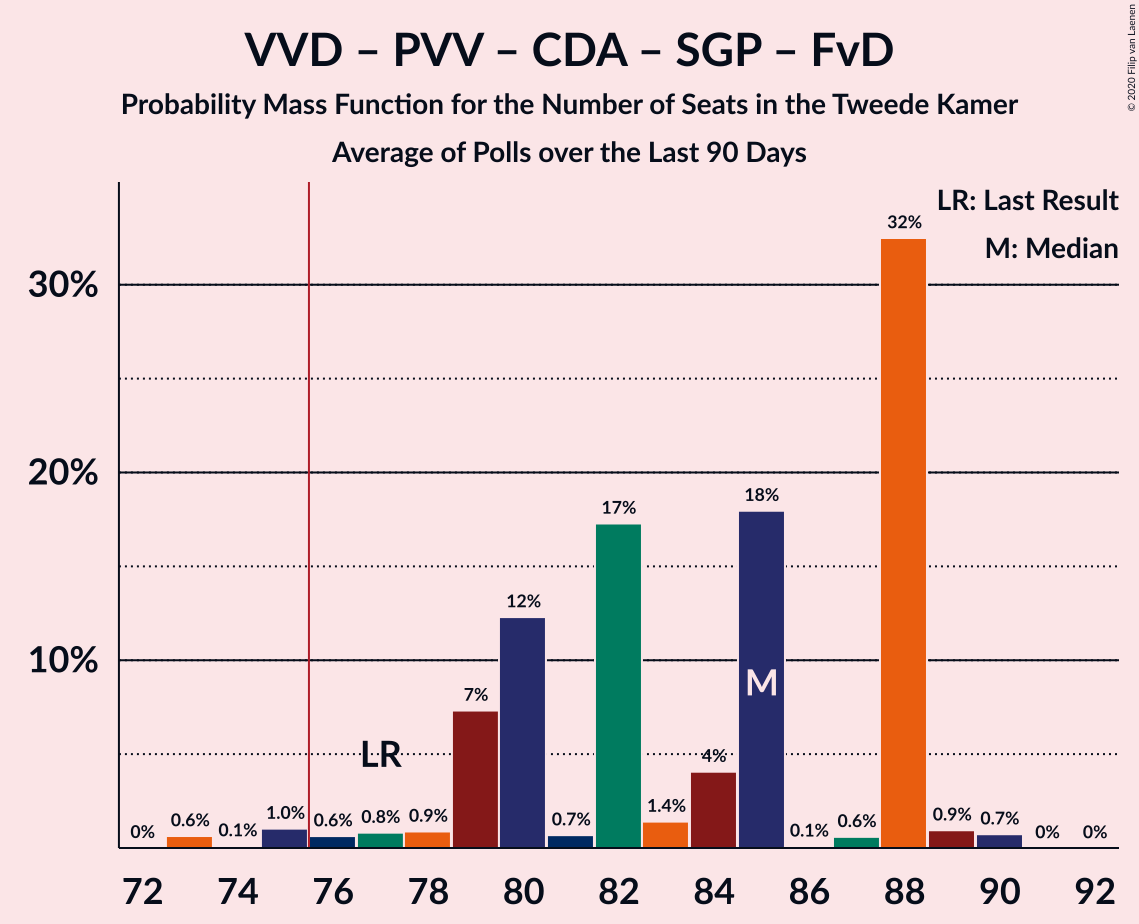 VVD – PVV – CDA – SGP – FvD
Probability Mass Function for the Number of Seats in the Tweede Kamer
Average of Polls over the Last 90 Days
© 2020 Filip van Laenen
LR: Last Result
M: Median
30%
20%
10%
0%
0.6%
0.1%
1.0%
0.6%
0.8%
0.9%
7%
12%
0.7%
17%
1.4%
4%
18%
0.1%
0.6%
32%
0.9%
0.7%
0%
0%
LR
M
72 74 76 78 80 82 84 86 88 90 92